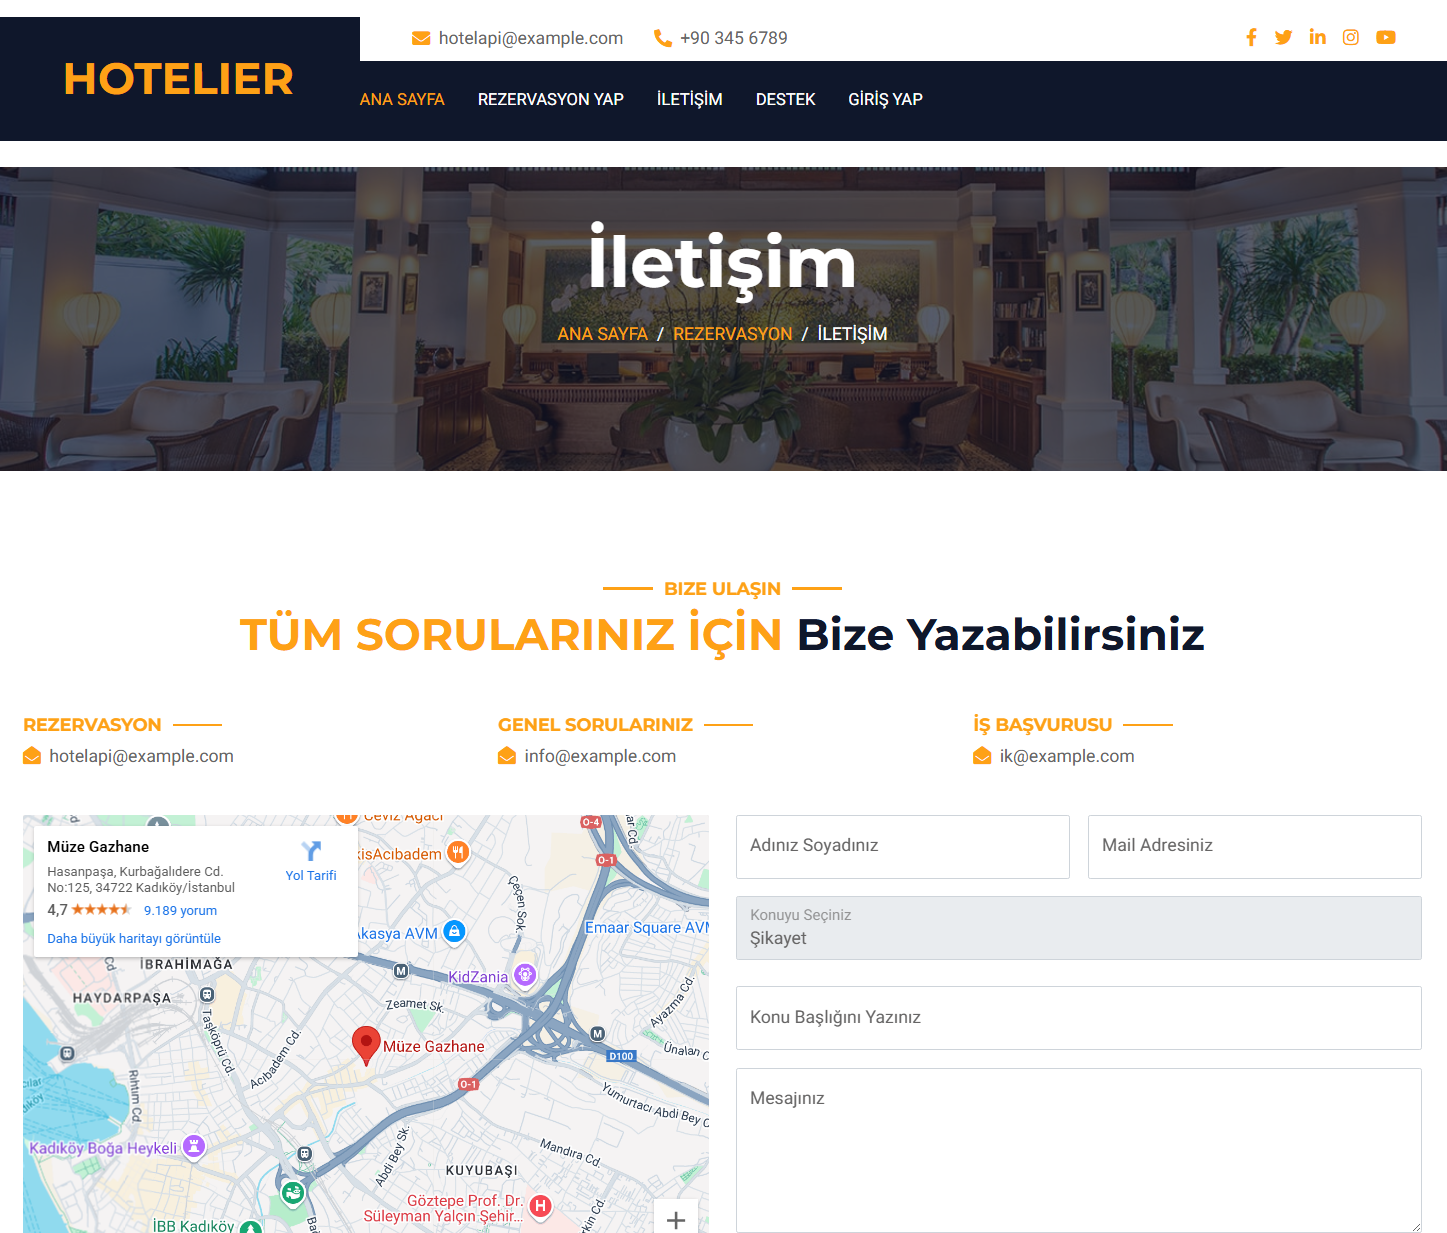 hotelapi@example.com
+90 345 6789
HOTELIER
ANA SAYFA
REZERVASYON YAP
İLETİŞİM
DESTEK
GİRİŞ YAP
İletişim
ANA SAYFA / REZERVASYON / İLETİŞİM
BIZE ULAŞIN
TÜM SORULARINIZ İÇİN Bize Yazabilirsiniz
REZERVASYON
hotelapi@example.com
GENEL SORULARINIZ
info@example.com
İŞ BAŞVURUSU
ik@example.com
Müze Gazhane
Hasanpaşa, Kurbağalıdere Cd.
No:125, 34722 Kadıköy/İstanbul
Yol Tarifi
4,7
9.189 yorum
Daha büyük haritayı görüntüle
Ceviz Ağacı
kisAcıbadem
O-4
O-1
Çeçen Sok.
Akasya AVM
Emaar Square AVM
İBRAHİMAĞA
M
KidZania
HAYDARPAŞA
Zeamet Sk.
Ayazma Cd.
Taşköprü Cd.
Acıbadem Cd.
Müze Gazhane
M
D100
Ünalan C
O-1
Rıhtım Cd
Yumurtacı Abdi Bey C
Kadıköy Boğa Heykeli
Abdi Bey Sk.
Mandıra Cd.
KUYUBAŞI
Göztepe Prof. Dr.
Süleyman Yalçın Şehir...
H
İBB Kadıköy
Adınız Soyadınız
Mail Adresiniz
Konuyu Seçiniz
Şikayet
Konu Başlığını Yazınız
Mesajınız